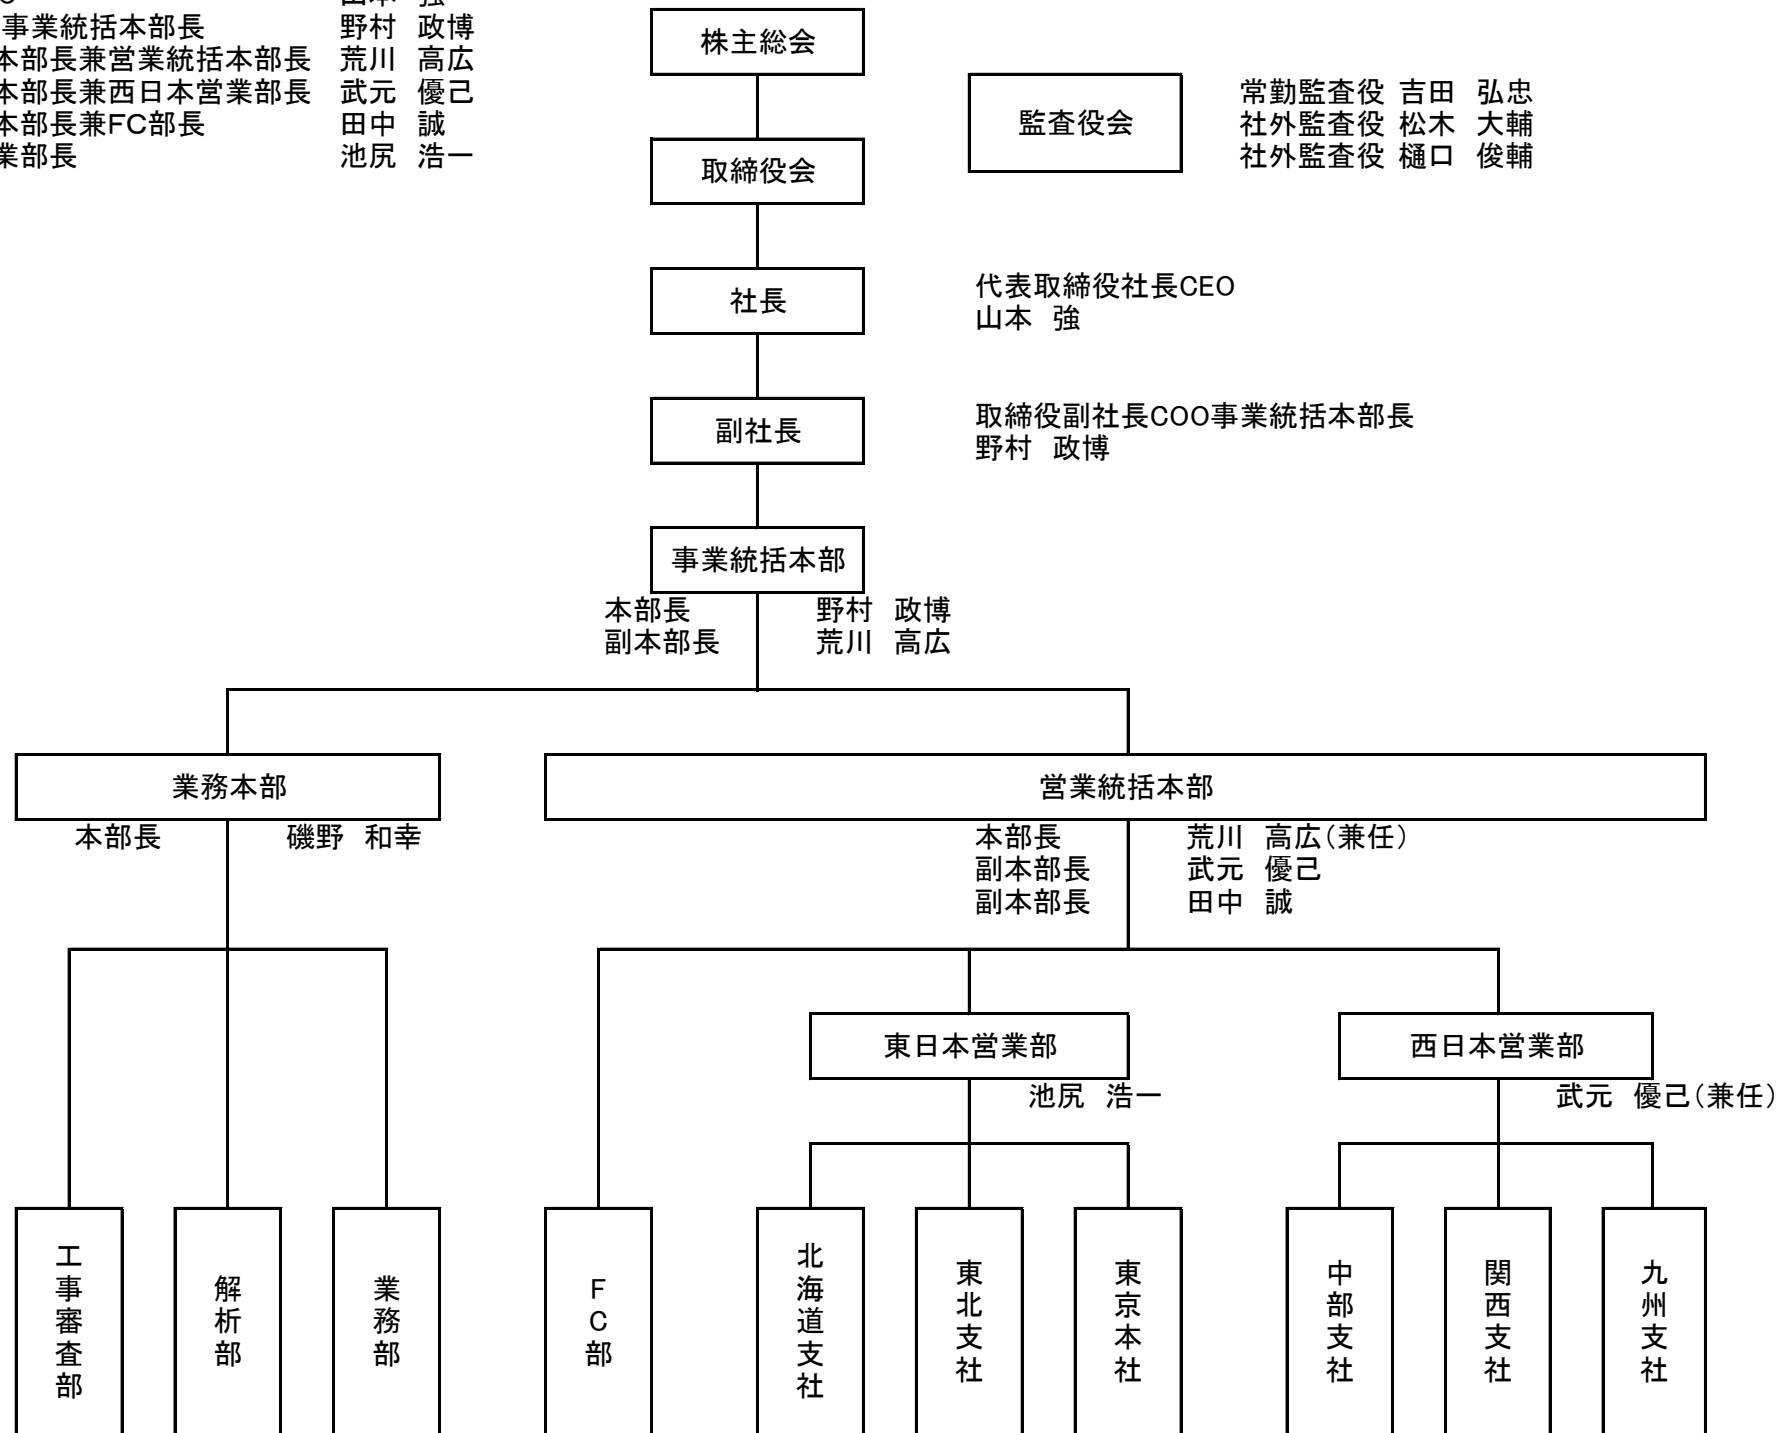 事業統括本部長 野村 政博
本部長兼営業統括本部長 荒川 高広
本部長兼西日本営業部長 武元 優己
本部長兼FC部長 田中 誠
業部長 池尻 浩一
株主総会
監査役会
常勤監査役 吉田 弘忠
社外監査役 松木 大輔
社外監査役 樋口 俊輔
取締役会
社長
代表取締役社長CEO
山本 強
副社長
取締役副社長COO事業統括本部長
野村 政博
事業統括本部
本部長 野村 政博
副本部長 荒川 高広
業務本部
本部長 磯野 和幸
営業統括本部
本部長 荒川 高広(兼任)
副本部長 武元 優己
副本部長 田中 誠
東日本営業部
池尻 浩一
西日本営業部
武元 優己(兼任)
工事審査部
解析部
業務部
FC部
北海道支社
東北支社
東京本社
中部支社
関西支社
九州支社